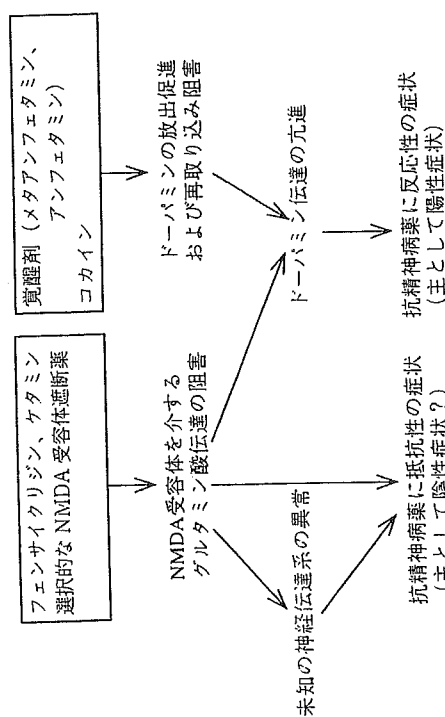 フェンサイクリジン、ケタミン
選択的な NMDA 受容体遮断薬
覚醒剤（メタアンフェタミン、
アンフェタミン）
コカイン
NMDA受容体を介する
グルタミン酸伝達の阻害
ドーパミンの放出促進
および再取り込み阻害
未知の神経伝達系の異常
ドーパミン伝達の亢進
抗精神病薬に抵抗性の症状
（主として陰性症状？）
抗精神病薬に反応性の症状
（主として陽性症状）